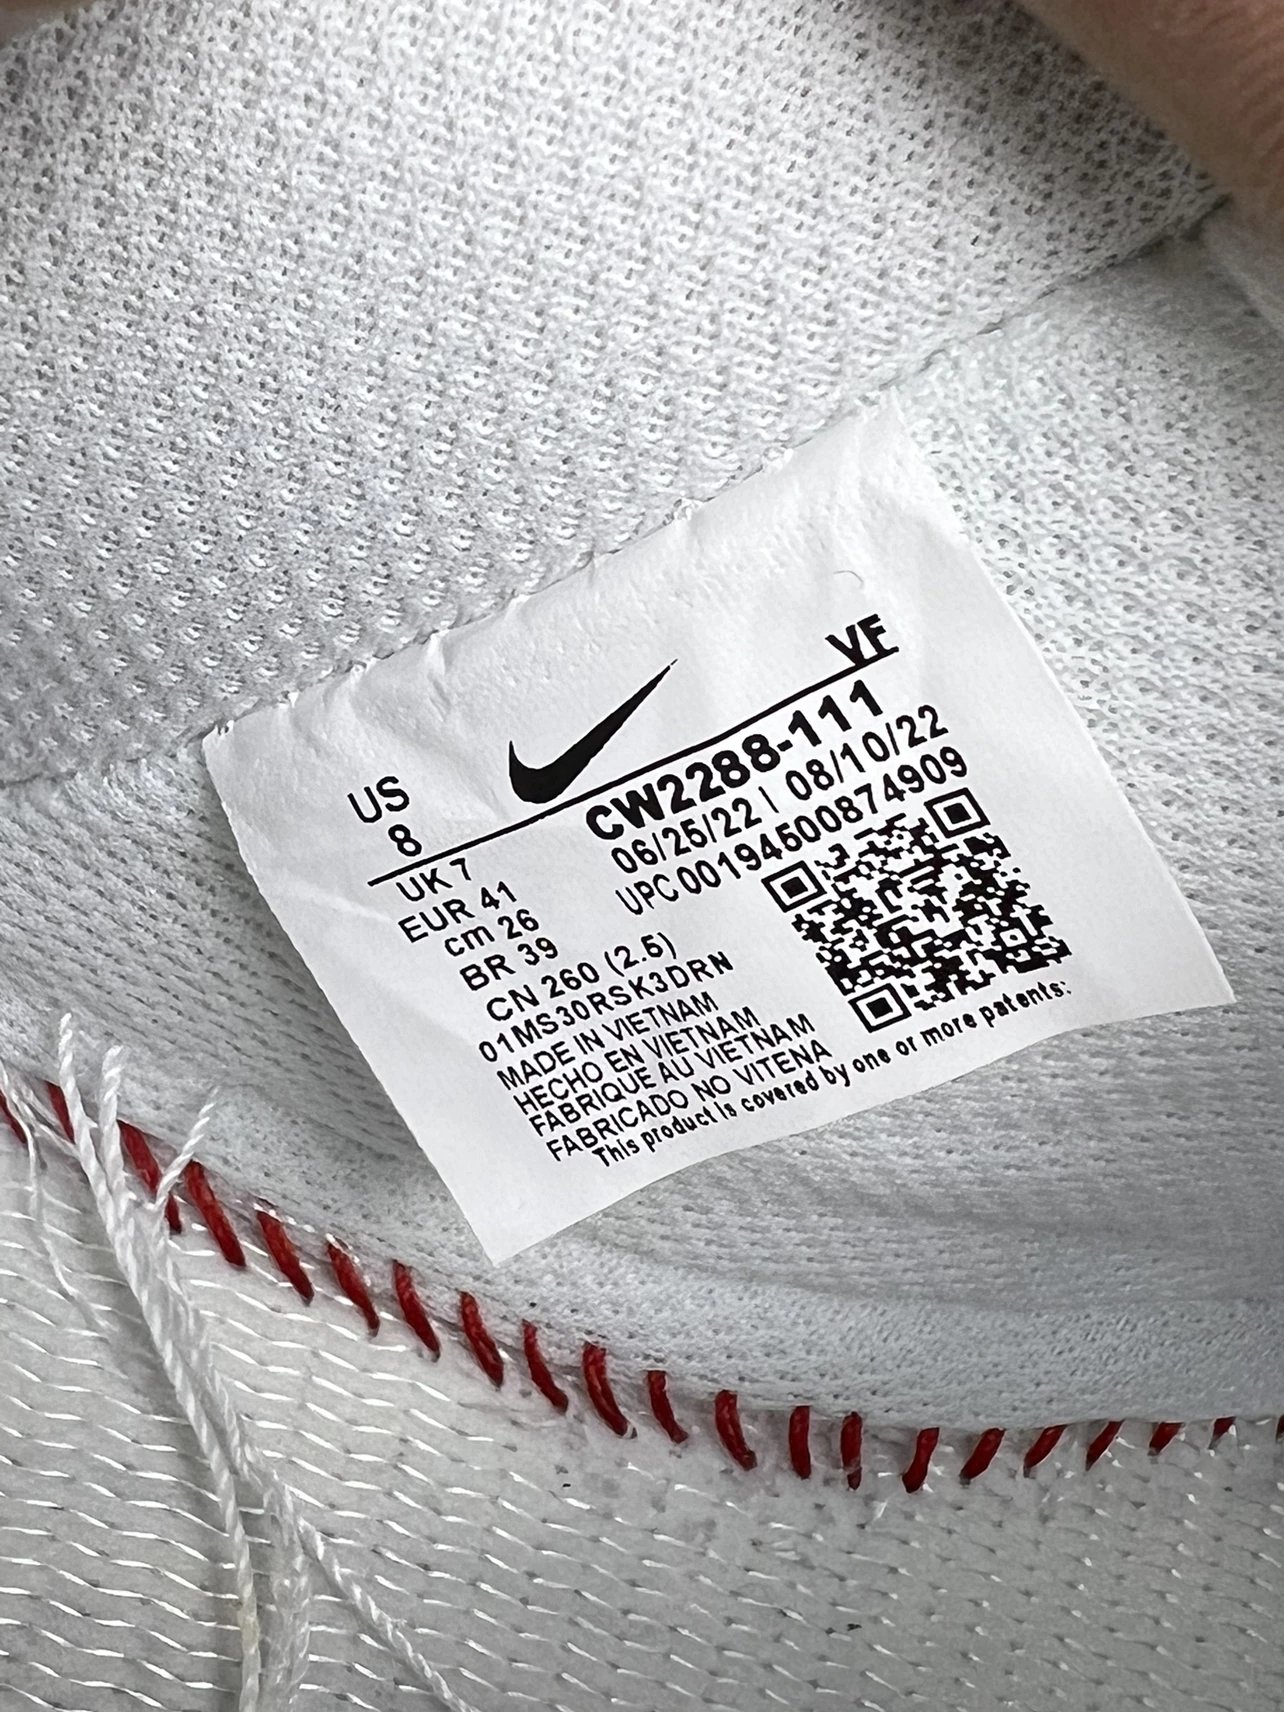 VF
US
8
CW2288-111
06/25/22 | 08/10/22
UPC 00194500874909
UK 7
EUR 41
cm 26
BR 39
CN 260 (2.5)
01MS30RSK3DRN
MADE IN VIETNAM
HECHO EN VIETNAM
FABRIQUE AU VIETNAM
FABRICADO NO VITENA
This product is covered by one or more patents: